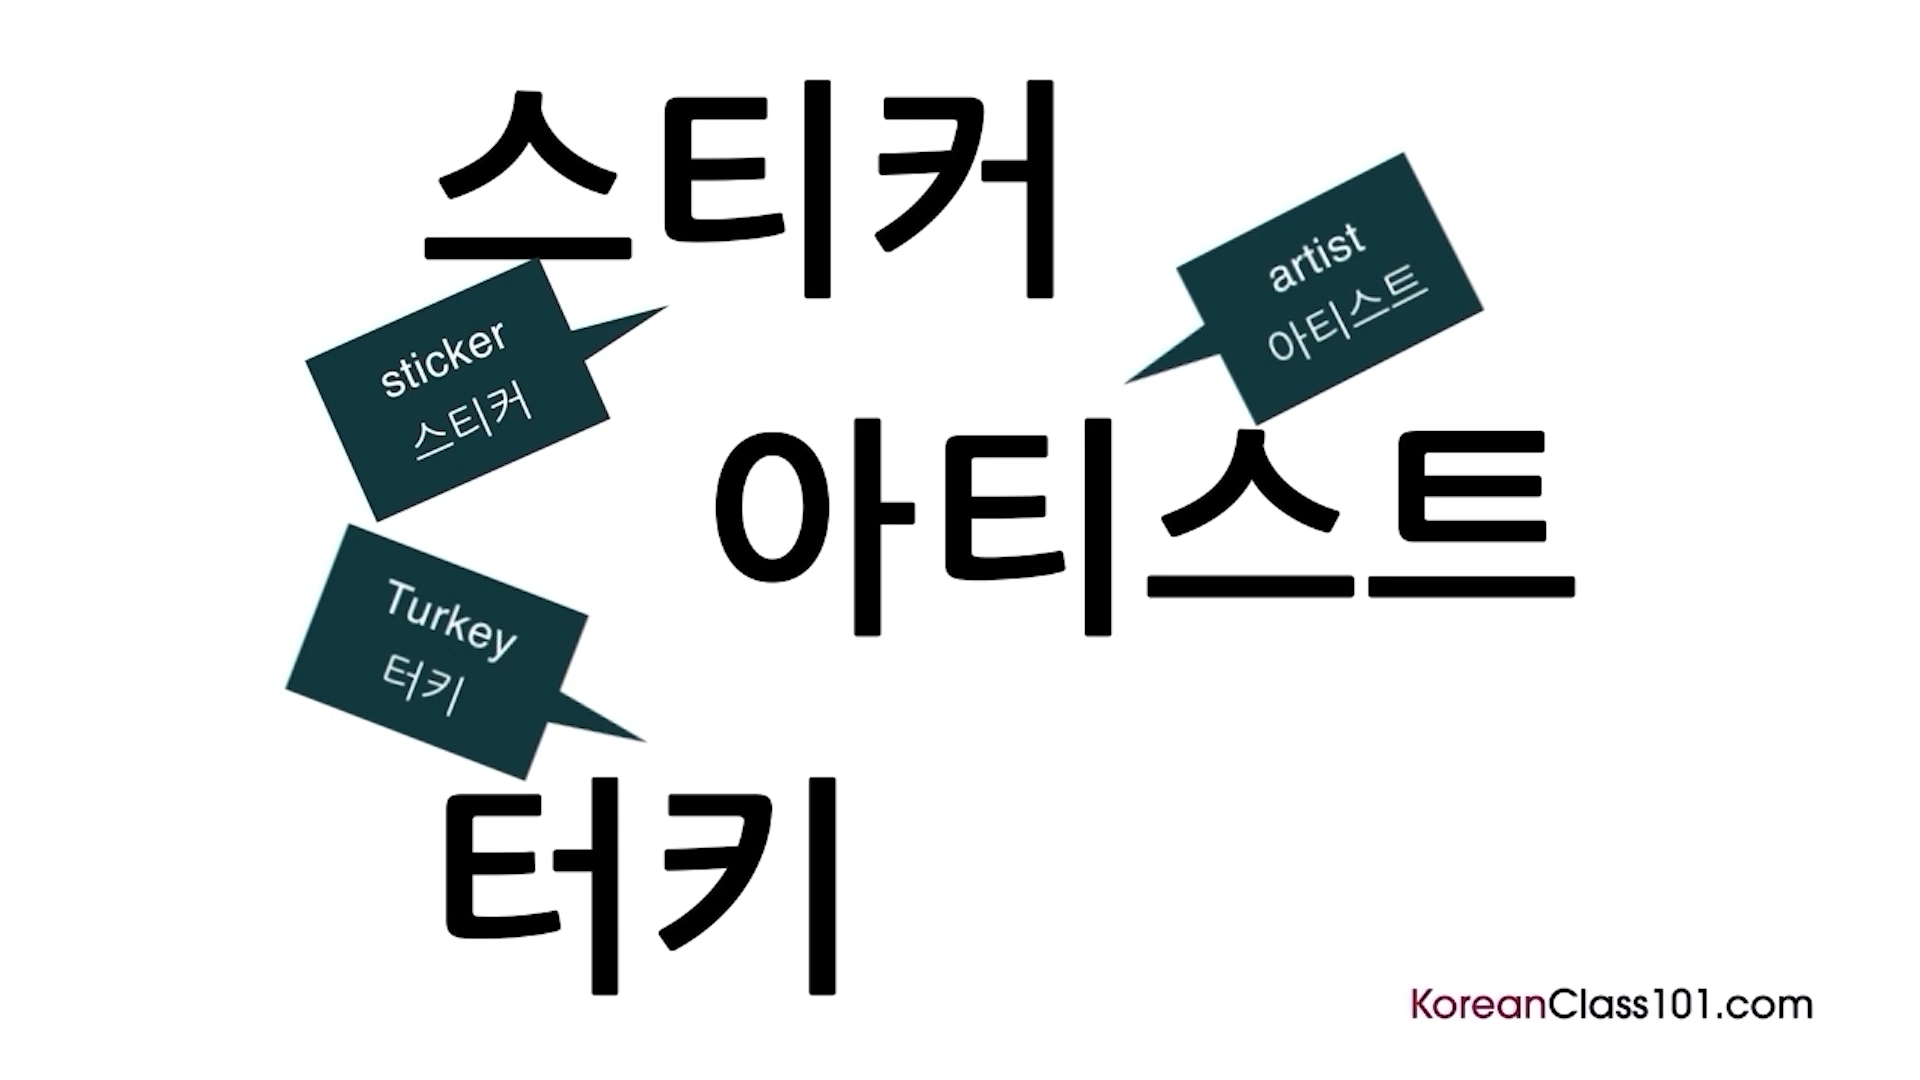 스티커
sticker
스티커
artist
아티스트
아티스트
Turkey
터키
터키
KoreanClass101.com